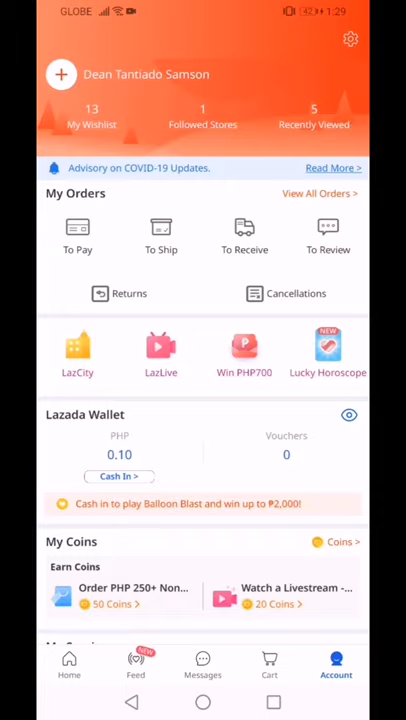 GLOBE 42 1:29
Dean Tantiado Samson
13 1 5
My Wishlist Followed Stores Recently Viewed
Advisory on COVID-19 Updates. Read More >
My Orders View All Orders >
To Pay To Ship To Receive To Review
Returns Cancellations
NEW
LazCity LazLive Win PHP700 Lucky Horoscope
Lazada Wallet
PHP Vouchers
0.10 0
Cash In >
Cash in to play Balloon Blast and win up to ₱2,000!
My Coins Coins >
Earn Coins
Order PHP 250+ Non... Watch a Livestream -...
50 Coins > 20 Coins >
NEW
Home Feed Messages Cart Account